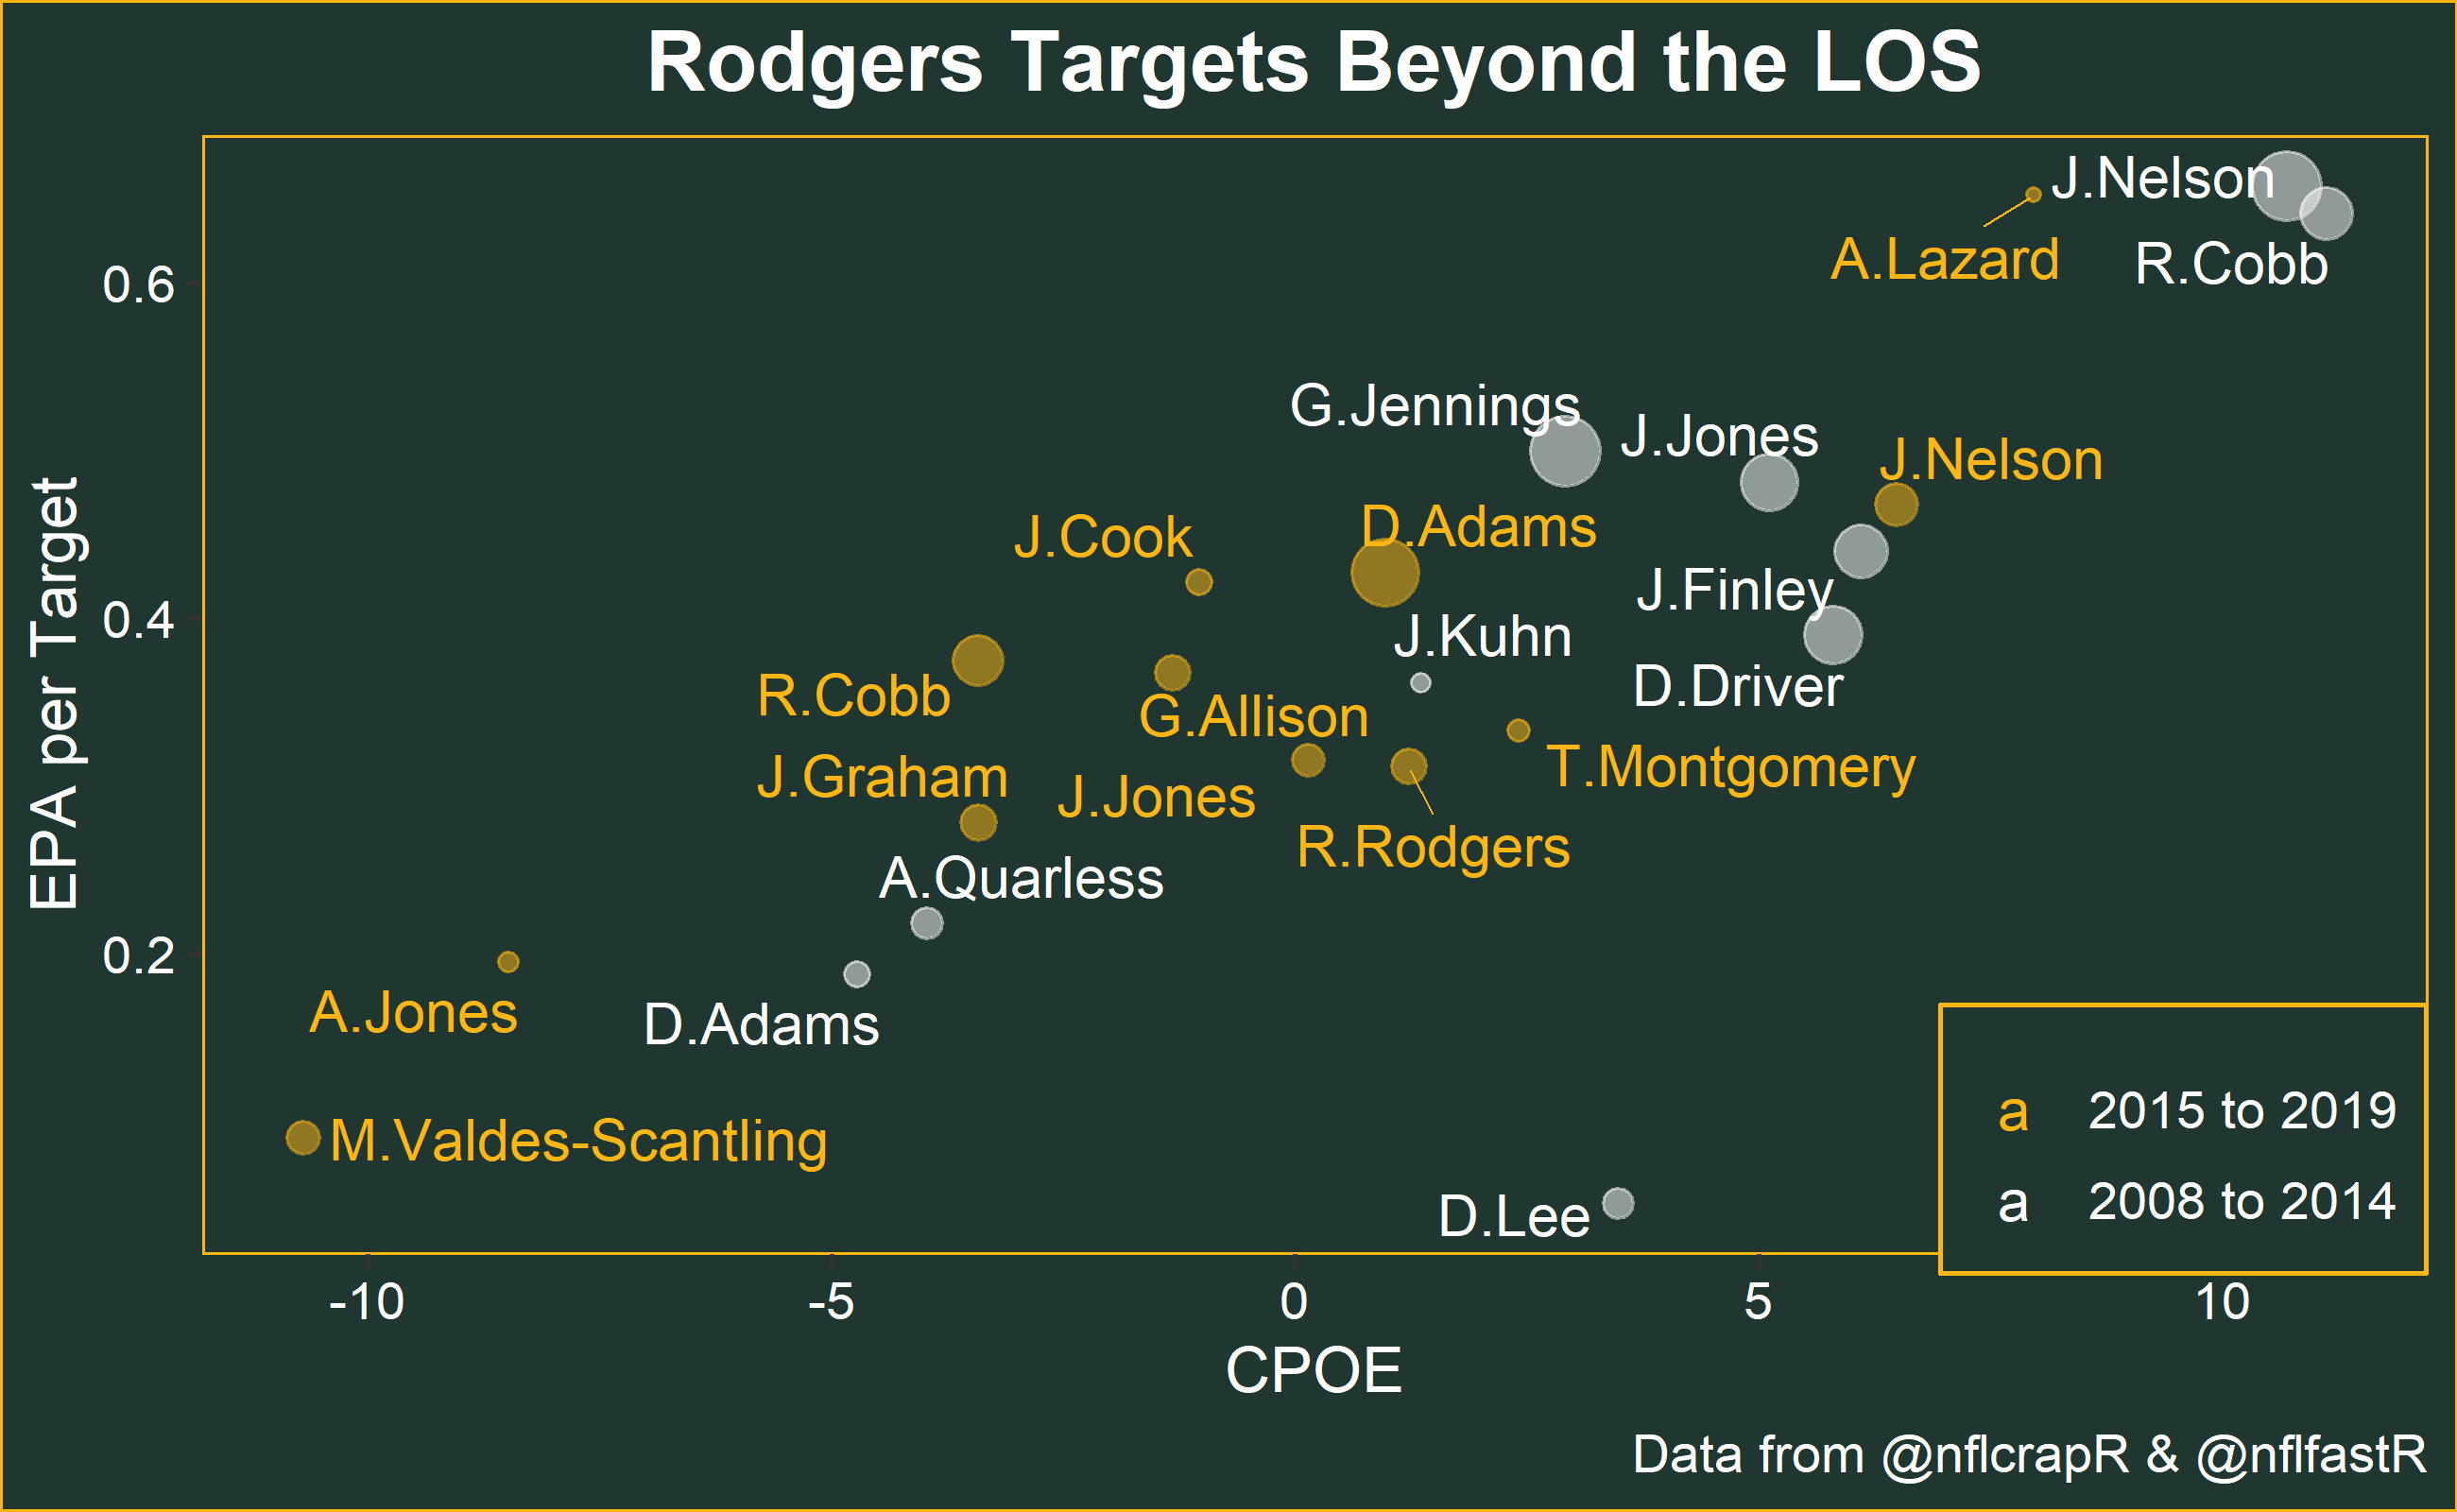 Rodgers Targets Beyond the LOS
J.Nelson
A.Lazard
R.Cobb
0.6
G.Jennings
J.Jones
J.Nelson
D.Adams
J.Cook
J.Finley
0.4
J.Kuhn
R.Cobb
D.Driver
G.Allison
J.Graham
T.Montgomery
J.Jones
R.Rodgers
A.Quarless
0.2
A.Jones
D.Adams
M.Valdes-Scantling
D.Lee
EPA per Target
a 2015 to 2019
a 2008 to 2014
-10 -5 0 5 10
CPOE
Data from @nflcrapR & @nflfastR